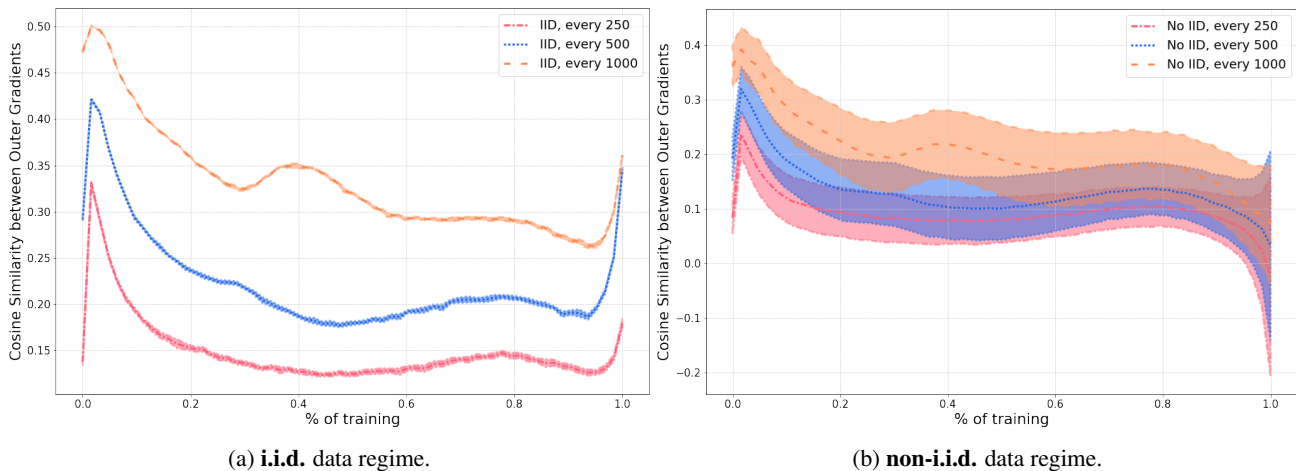 Cosine Similarity between Outer Gradients
0.50
0.45
0.40
0.35
0.30
0.25
0.20
0.15
0.0
0.2
0.4
0.6
0.8
1.0
% of training
IID, every 250
IID, every 500
IID, every 1000
(a) i.i.d. data regime.
Cosine Similarity between Outer Gradients
0.4
0.3
0.2
0.1
0.0
−0.1
−0.2
0.0
0.2
0.4
0.6
0.8
1.0
% of training
No IID, every 250
No IID, every 500
No IID, every 1000
(b) non-i.i.d. data regime.